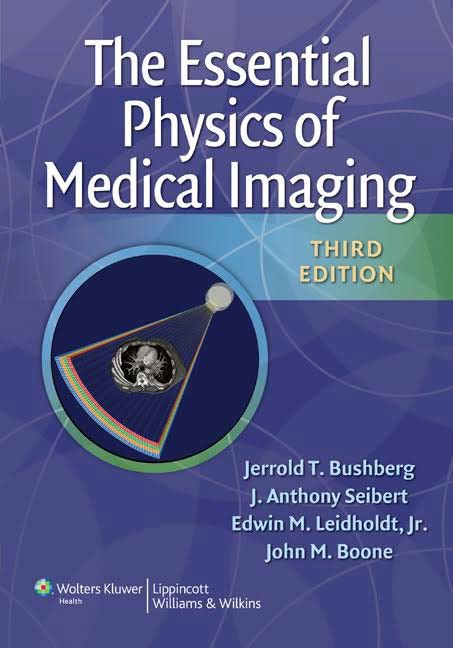 The Essential
Physics of
Medical Imaging
THIRD
EDITION
Jerrold T. Bushberg
J. Anthony Seibert
Edwin M. Leidholdt, Jr.
John M. Boone
Wolters Kluwer
Health
Lippincott
Williams & Wilkins